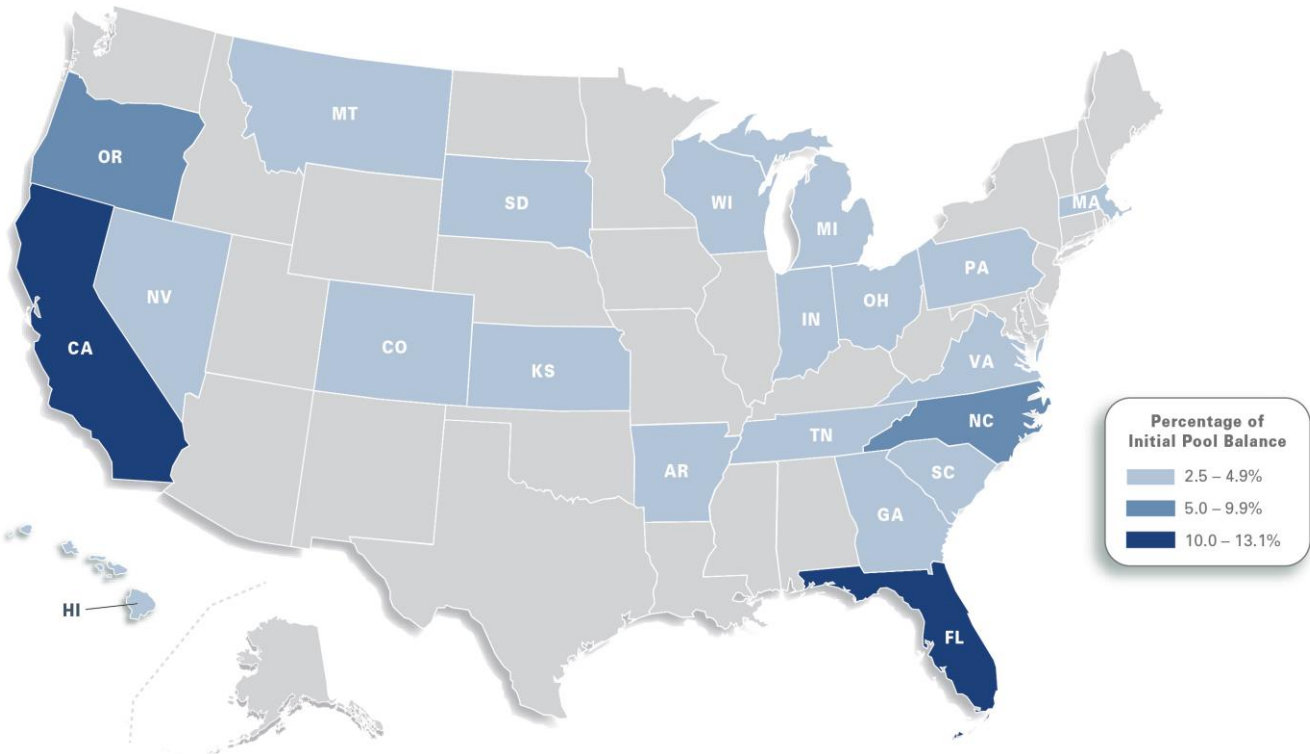 MT
OR
SD
WI
MA
MI
PA
NV
OH
IN
CA
CO
KS
VA
NC
TN
AR
SC
GA
HI
FL
Percentage of
Initial Pool Balance
2.5 – 4.9%
5.0 – 9.9%
10.0 – 13.1%